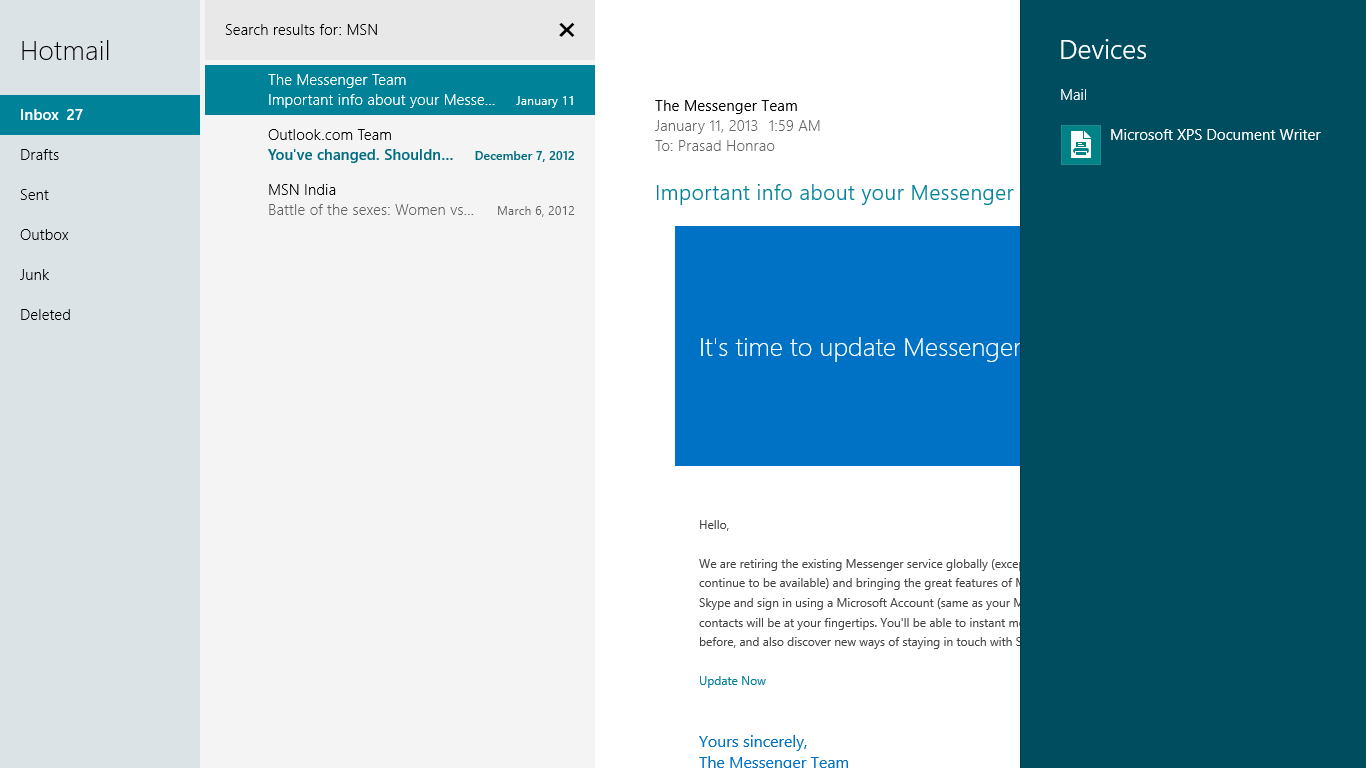 Hotmail
Inbox 27
Drafts
Sent
Outbox
Junk
Deleted
Search results for: MSN
The Messenger Team
Important info about your Messe... January 11
Outlook.com Team
You've changed. Shouldn... December 7, 2012
MSN India
Battle of the sexes: Women vs... March 6, 2012
The Messenger Team
January 11, 2013 1:59 AM
To: Prasad Honrao
Important info about your Messenger
It's time to update Messenger
Hello,
We are retiring the existing Messenger service globally (excep
continue to be available) and bringing the great features of M
Skype and sign in using a Microsoft Account (same as your M
contacts will be at your fingertips. You'll be able to instant me
before, and also discover new ways of staying in touch with S
Update Now
Yours sincerely,
The Messenger Team
Devices
Mail
Microsoft XPS Document Writer